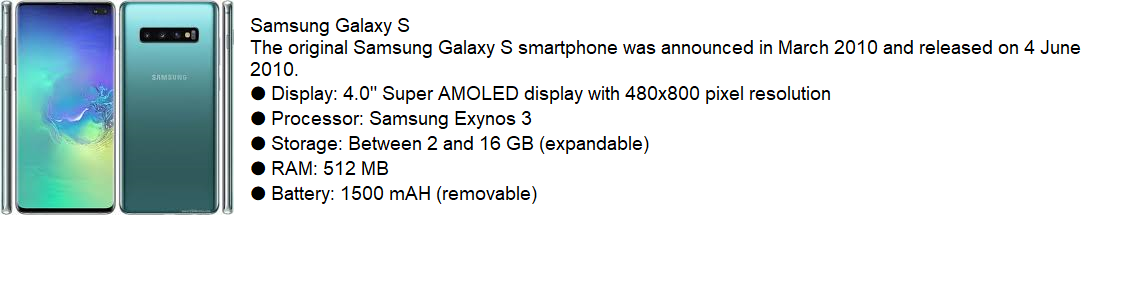 Samsung Galaxy S
The original Samsung Galaxy S smartphone was announced in March 2010 and released on 4 June
2010.
● Display: 4.0" Super AMOLED display with 480x800 pixel resolution
● Processor: Samsung Exynos 3
● Storage: Between 2 and 16 GB (expandable)
● RAM: 512 MB
● Battery: 1500 mAH (removable)
SAMSUNG